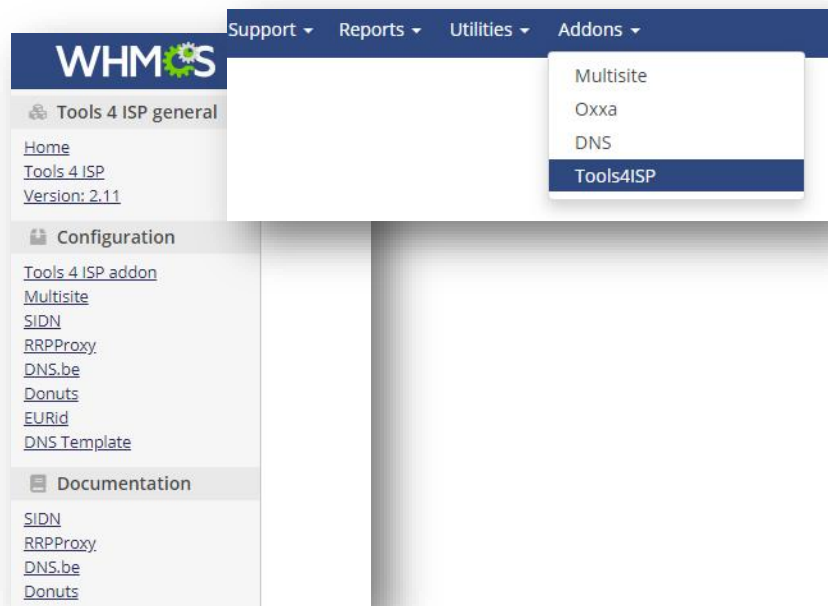 Support Reports Utilities Addons
Multisite
Oxxa
DNS
Tools4ISP
WHMCS
Tools 4 ISP general
Home
Tools 4 ISP
Version: 2.11
Configuration
Tools 4 ISP addon
Multisite
SIDN
RRPProxy
DNS.be
Donuts
EURid
DNS Template
Documentation
SIDN
RRPProxy
DNS.be
Donuts